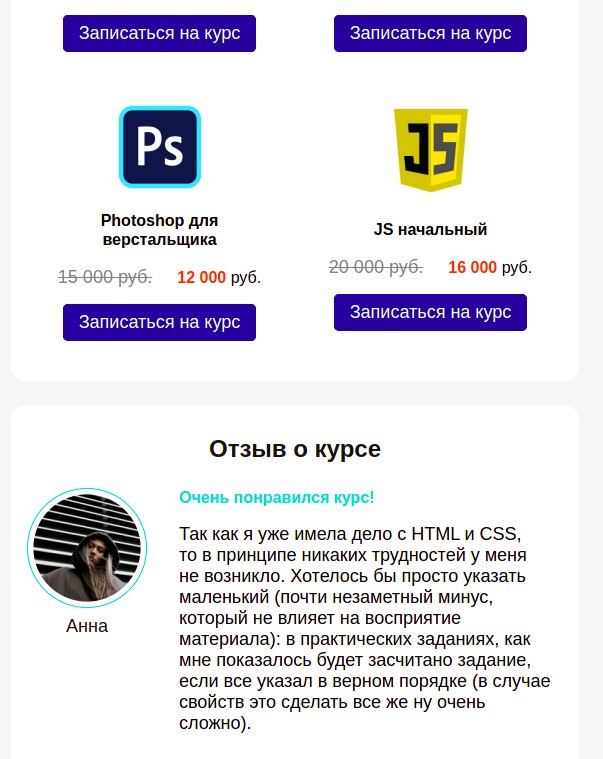 Записаться на курс
Записаться на курс
Ps
Photoshop для
верстальщика
15 000 руб. 12 000 руб.
Записаться на курс
JS
JS начальный
20 000 руб. 16 000 руб.
Записаться на курс
Отзыв о курсе
Анна
Очень понравился курс!
Так как я уже имела дело с HTML и CSS,
то в принципе никаких трудностей у меня
не возникло. Хотелось бы просто указать
маленький (почти незаметный минус,
который не влияет на восприятие
материала): в практических заданиях, как
мне показалось будет засчитано задание,
если все указал в верном порядке (в случае
свойств это сделать все же ну очень
сложно).